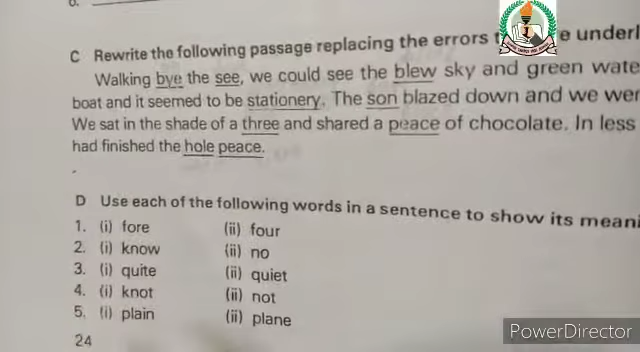 C Rewrite the following passage replacing the errors
Walking bye the see, we could see the blew sky and green wate
boat and it seemed to be stationery. The son blazed down and we wer
We sat in the shade of a three and shared a peace of chocolate. In less
had finished the hole peace.
D Use each of the following words in a sentence to show its meani
1. (i) fore (ii) four
2. (i) know (ii) no
3. (i) quite (ii) quiet
4. (i) knot (ii) not
5. (i) plain (ii) plane
24
PowerDirector